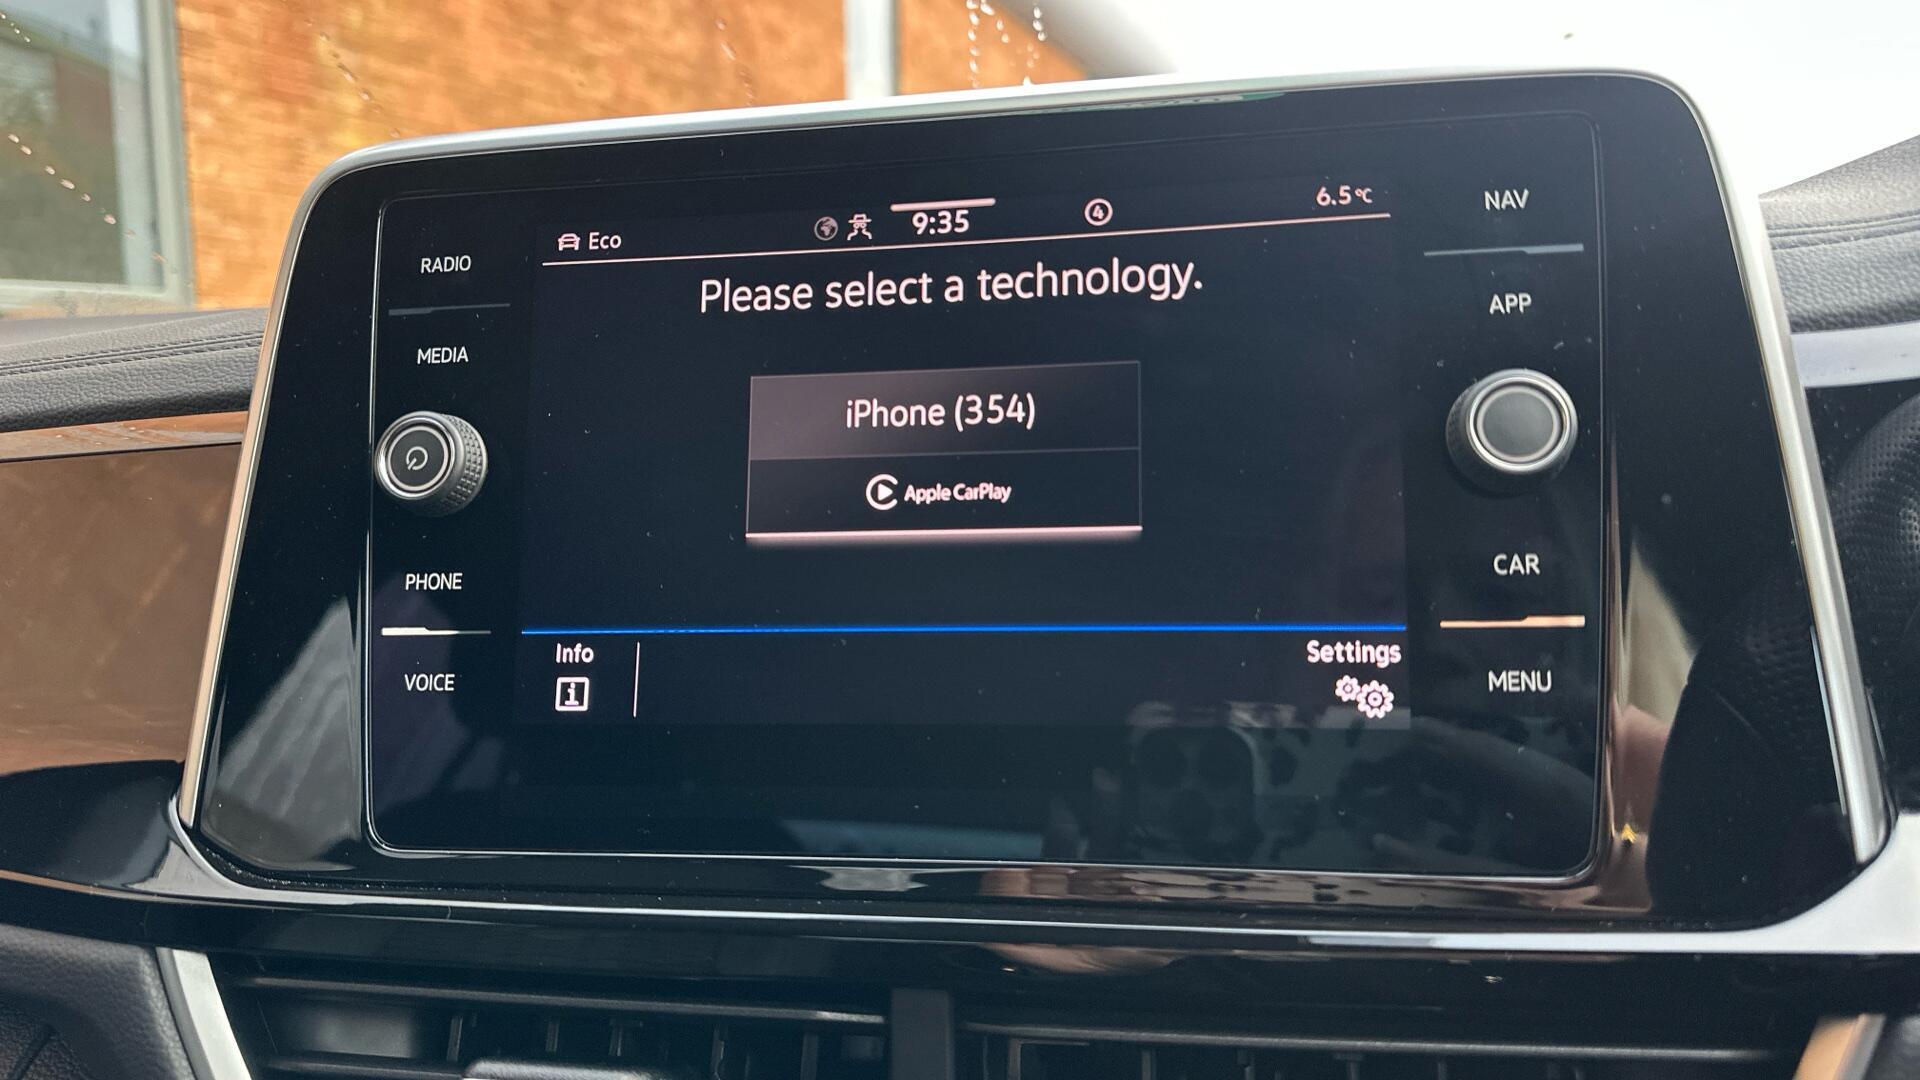 RADIO
MEDIA
PHONE
VOICE
Eco
9:35
4
6.5°C
Please select a technology.
iPhone (354)
Apple CarPlay
Info
i
Settings
NAV
APP
CAR
MENU